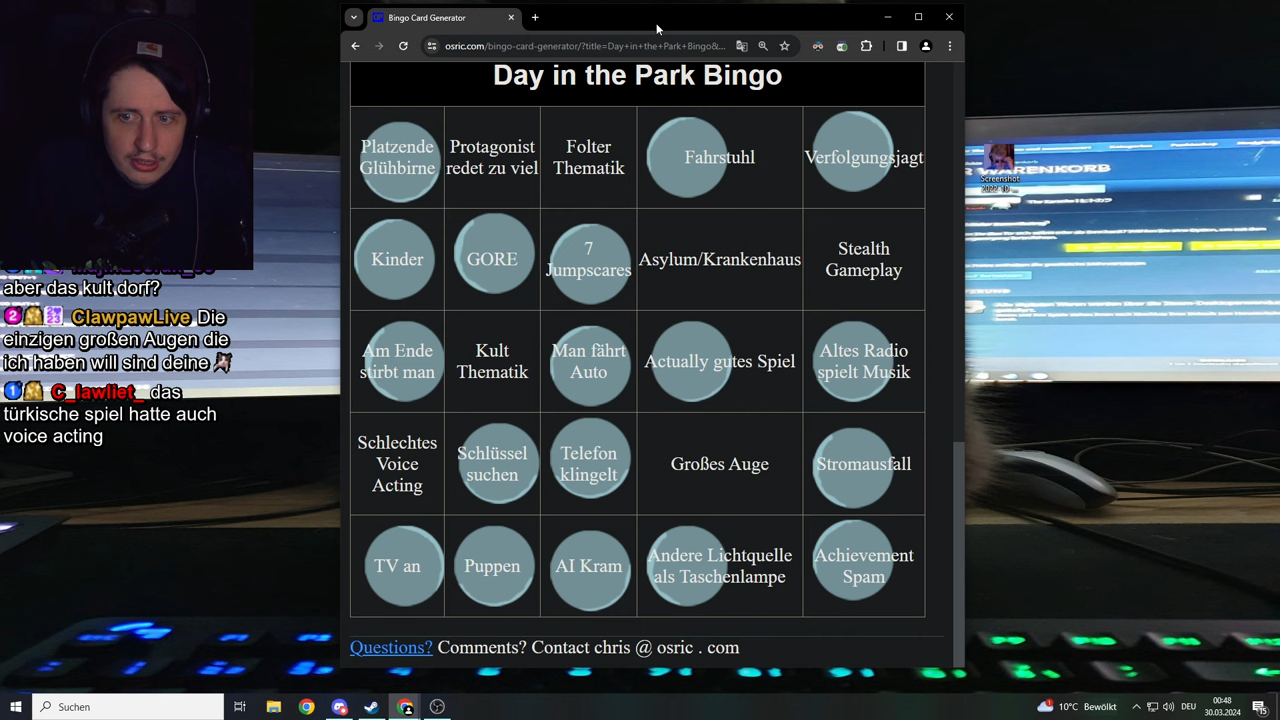 Bingo Card Generator
osric.com/bingo-card-generator/?title=Day+in+the+Park+Bingo&...
Day in the Park Bingo
Platzende
Glühbirne
Protagonist
redet zu viel
Folter
Thematik
Fahrstuhl
Verfolgungsjagt
Kinder
GORE
7
Jumpscares
Asylum/Krankenhaus
Stealth
Gameplay
Am Ende
stirbt man
Kult
Thematik
Man fährt
Auto
Actually gutes Spiel
Altes Radio
spielt Musik
Schlechtes
Voice
Acting
Schlüssel
suchen
Telefon
klingelt
Großes Auge
Stromausfall
TV an
Puppen
AI Kram
Andere Lichtquelle
als Taschenlampe
Achievement
Spam
Questions? Comments? Contact chris @ osric . com
aber das kult dorf?
ClawpawLive Die
einzigen großen Augen die
ich haben will sind deine
C_lawliet_ das
türkische spiel hatte auch
voice acting
WARENKORB
Screenshot
2022-10-...
Suchen
10°C Bewölkt
DEU
00:48
30.03.2024
15